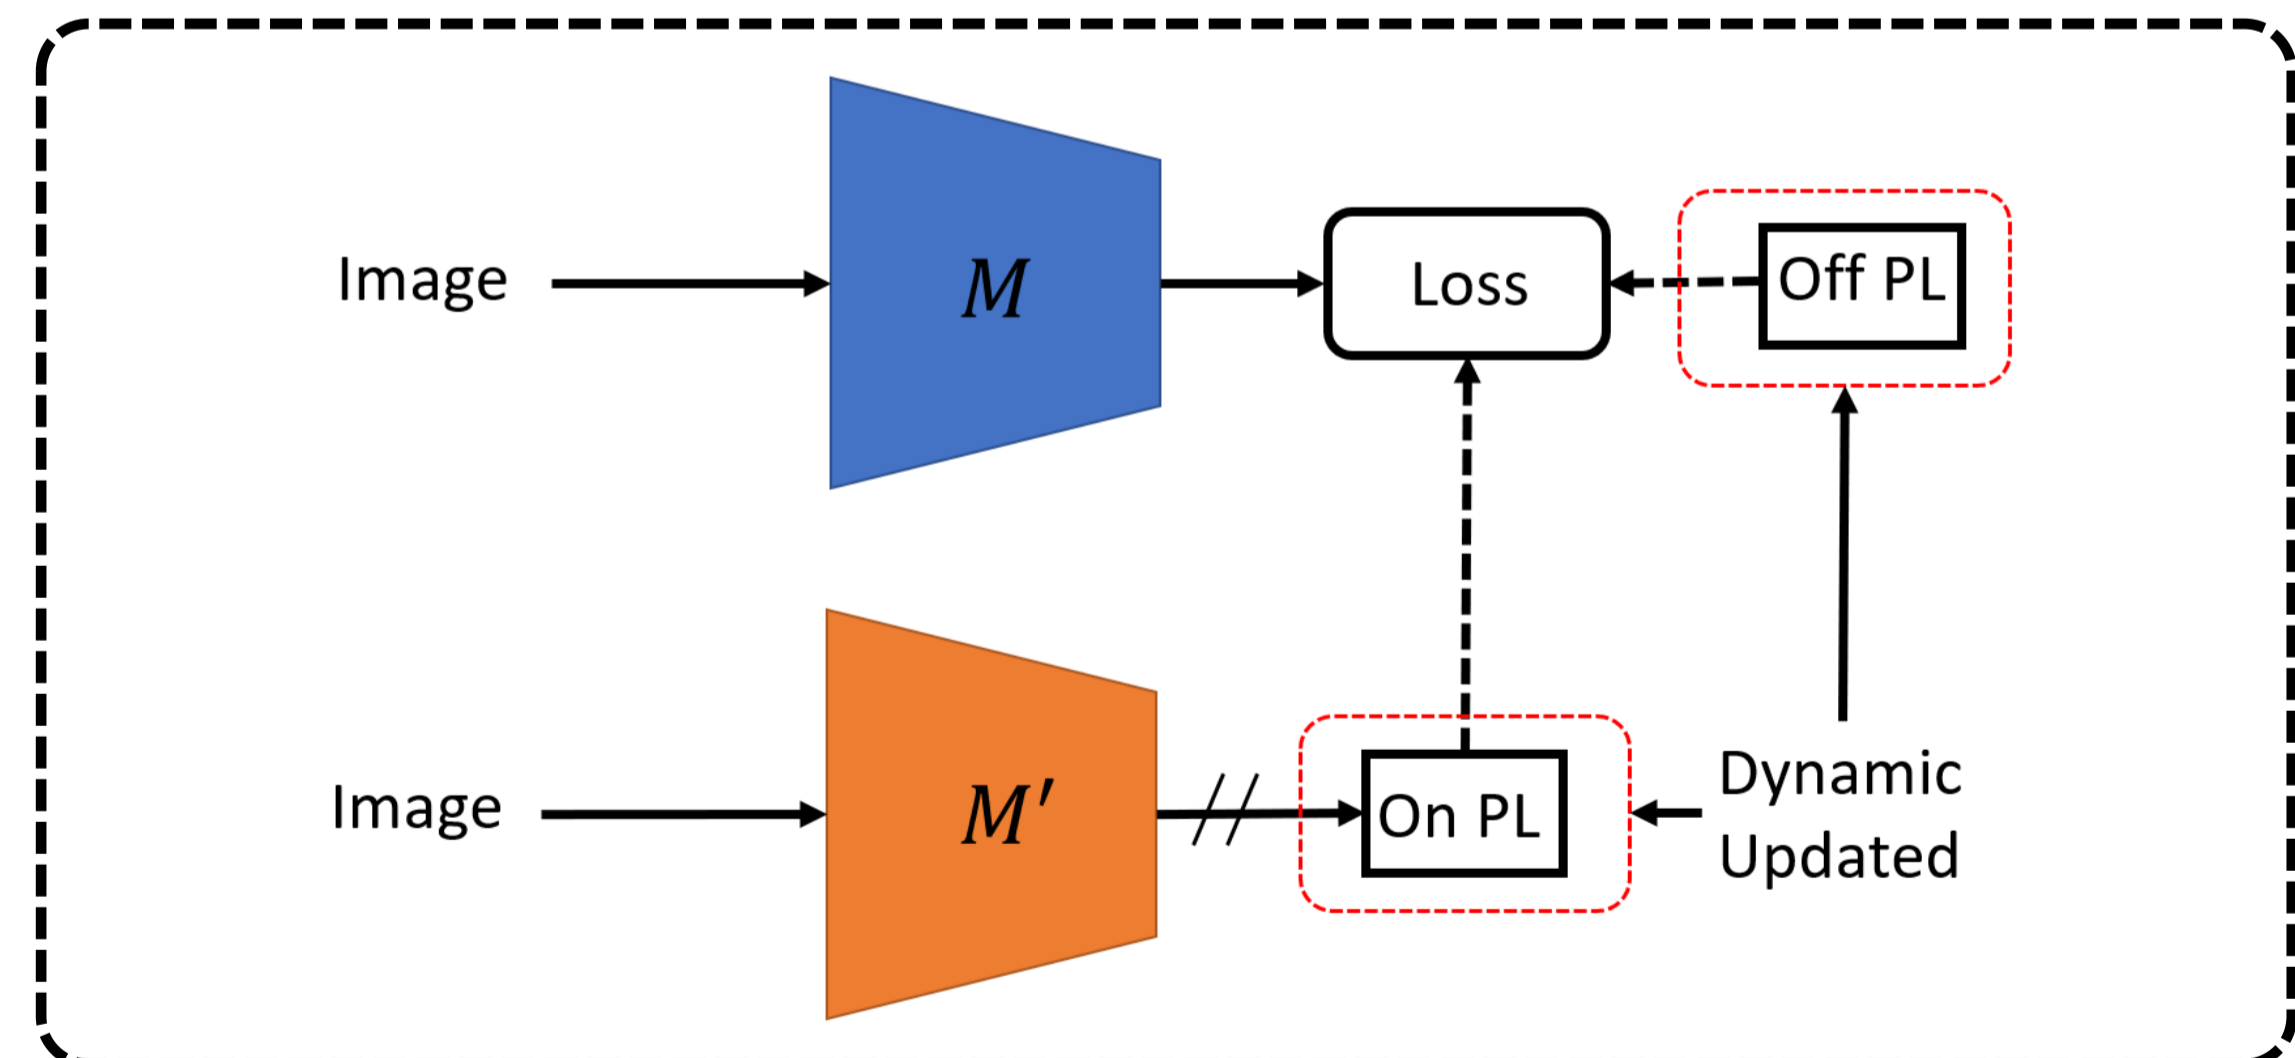 Image
M
Loss
Off PL
Image
M′
On PL
Dynamic
Updated